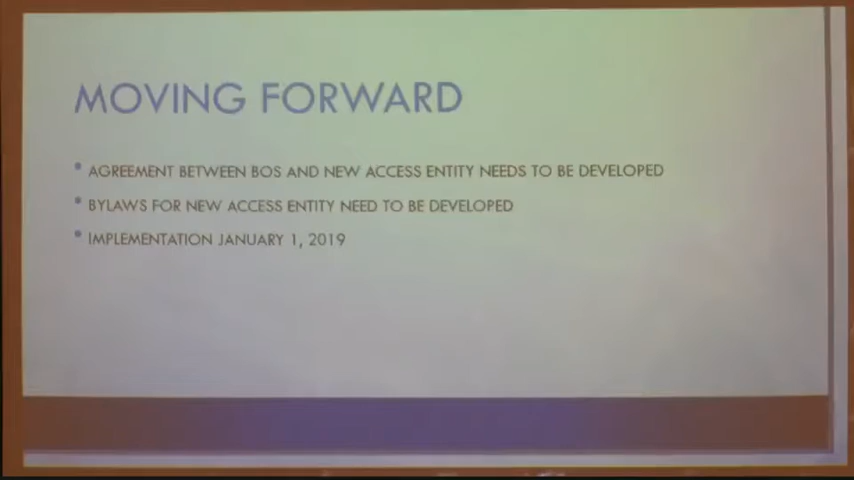 MOVING FORWARD
• AGREEMENT BETWEEN BOS AND NEW ACCESS ENTITY NEEDS TO BE DEVELOPED
• BYLAWS FOR NEW ACCESS ENTITY NEED TO BE DEVELOPED
• IMPLEMENTATION JANUARY 1, 2019